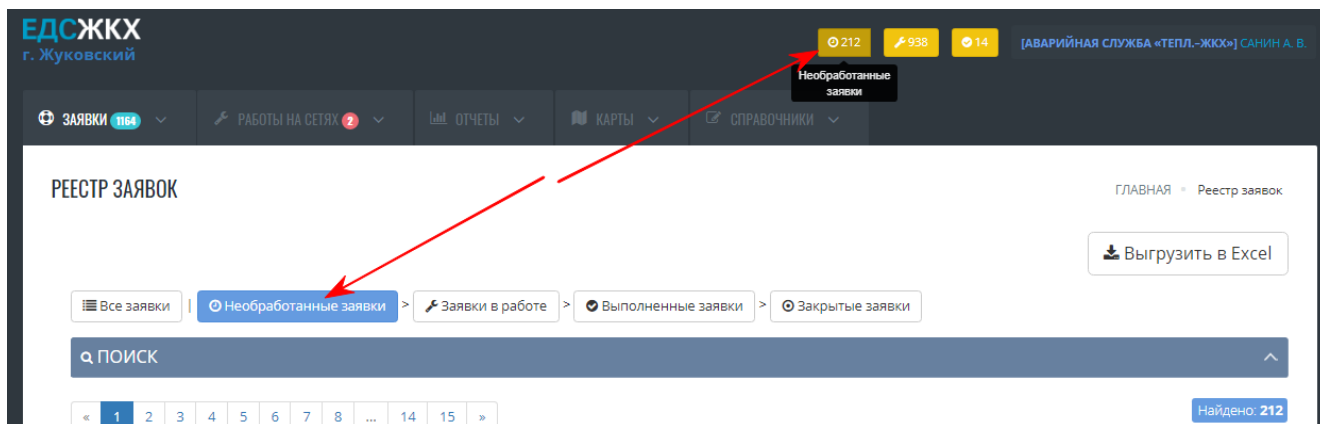 ЕДСЖКХ
г. Жуковский
212 938 14 [АВАРИЙНАЯ СЛУЖБА «ТЕПЛ.-ЖКХ»] САНИН А. В.
Необработанные
заявки
ЗАЯВКИ 1164 РАБОТЫ НА СЕТЯХ 2 ОТЧЕТЫ КАРТЫ СПРАВОЧНИКИ
РЕЕСТР ЗАЯВОК
ГЛАВНАЯ Реестр заявок
Выгрузить в Excel
Все заявки | Необработанные заявки > Заявки в работе > Выполненные заявки > Закрытые заявки
ПОИСК
« 1 2 3 4 5 6 7 8 ... 14 15 »
Найдено: 212